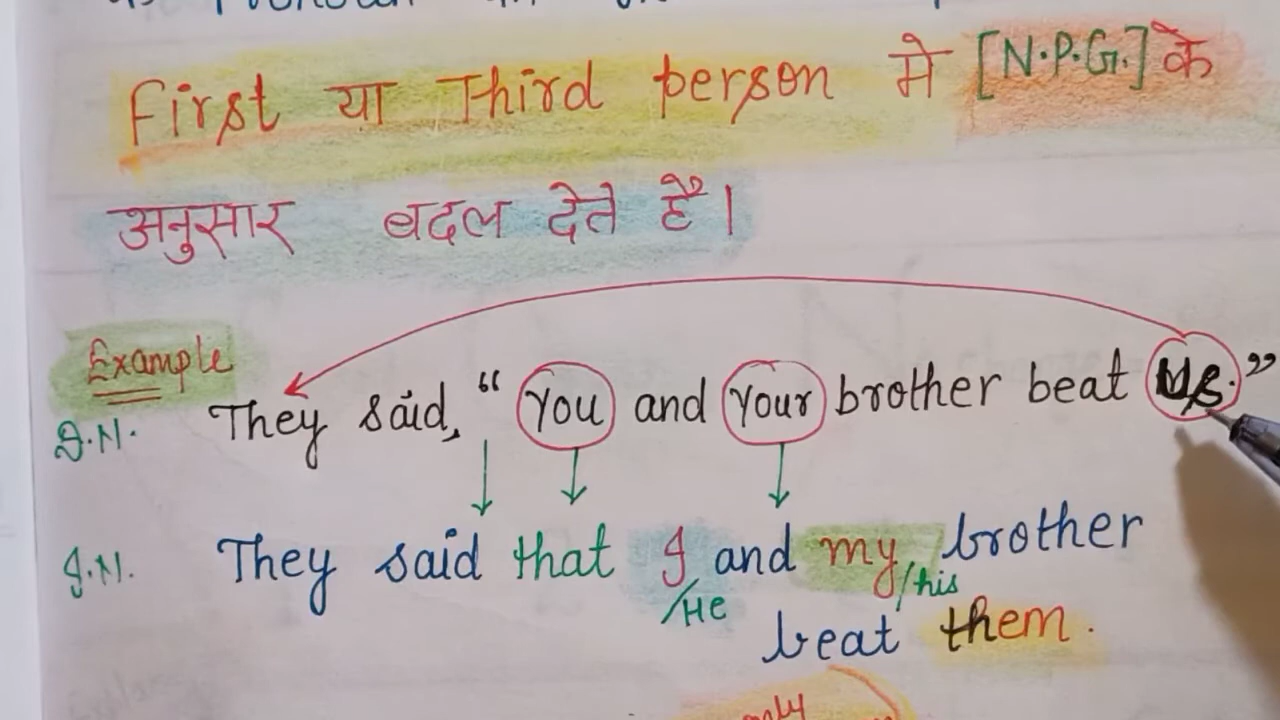 First या Third person मे [N.P.G.] के
अनुसार बदल देते है।
Example
D.N. They said, “You and Your brother beat Us.”
J.N. They said that I/He and my/his brother
beat them.
only